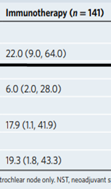 Immunotherapy (n = 141)
22.0 (9.0, 64.0)
6.0 (2.0, 28.0)
17.9 (1.1, 41.9)
19.3 (1.8, 43.3)
trochlear node only. NST, neoadjuvant s